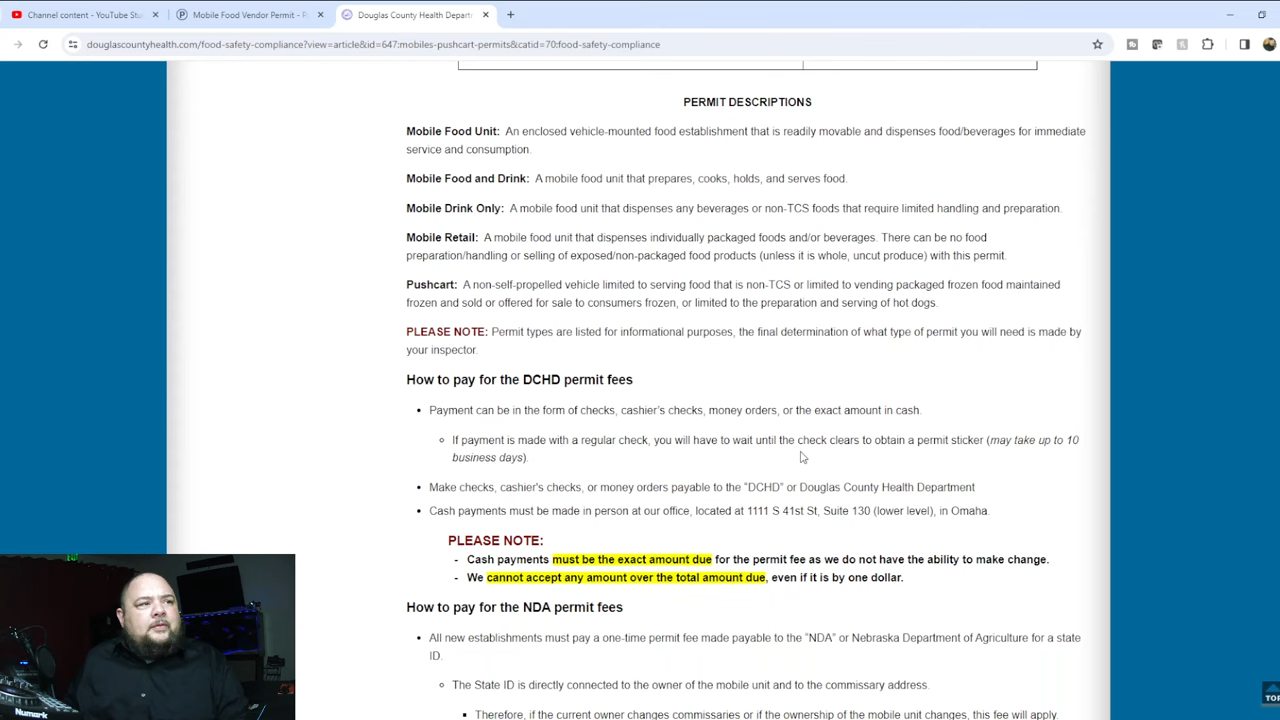 Channel content - YouTube Stu
Mobile Food Vendor Permit - P
Douglas County Health Departm
douglascountyhealth.com/food-safety-compliance?view=article&id=647:mobiles-pushcart-permits&catid=70:food-safety-compliance
PERMIT DESCRIPTIONS
Mobile Food Unit: An enclosed vehicle-mounted food establishment that is readily movable and dispenses food/beverages for immediate
service and consumption.
Mobile Food and Drink: A mobile food unit that prepares, cooks, holds, and serves food.
Mobile Drink Only: A mobile food unit that dispenses any beverages or non-TCS foods that require limited handling and preparation.
Mobile Retail: A mobile food unit that dispenses individually packaged foods and/or beverages. There can be no food
preparation/handling or selling of exposed/non-packaged food products (unless it is whole, uncut produce) with this permit.
Pushcart: A non-self-propelled vehicle limited to serving food that is non-TCS or limited to vending packaged frozen food maintained
frozen and sold or offered for sale to consumers frozen, or limited to the preparation and serving of hot dogs.
PLEASE NOTE: Permit types are listed for informational purposes, the final determination of what type of permit you will need is made by
your inspector.
How to pay for the DCHD permit fees
• Payment can be in the form of checks, cashier's checks, money orders, or the exact amount in cash.
○ If payment is made with a regular check, you will have to wait until the check clears to obtain a permit sticker (may take up to 10
business days).
• Make checks, cashier's checks, or money orders payable to the "DCHD" or Douglas County Health Department
• Cash payments must be made in person at our office, located at 1111 S 41st St, Suite 130 (lower level), in Omaha.
PLEASE NOTE:
- Cash payments must be the exact amount due for the permit fee as we do not have the ability to make change.
- We cannot accept any amount over the total amount due, even if it is by one dollar.
How to pay for the NDA permit fees
• All new establishments must pay a one-time permit fee made payable to the "NDA" or Nebraska Department of Agriculture for a state
ID.
○ The State ID is directly connected to the owner of the mobile unit and to the commissary address.
▪ Therefore, if the current owner changes commissaries or if the ownership of the mobile unit changes, this fee will apply.
TOP
Numark